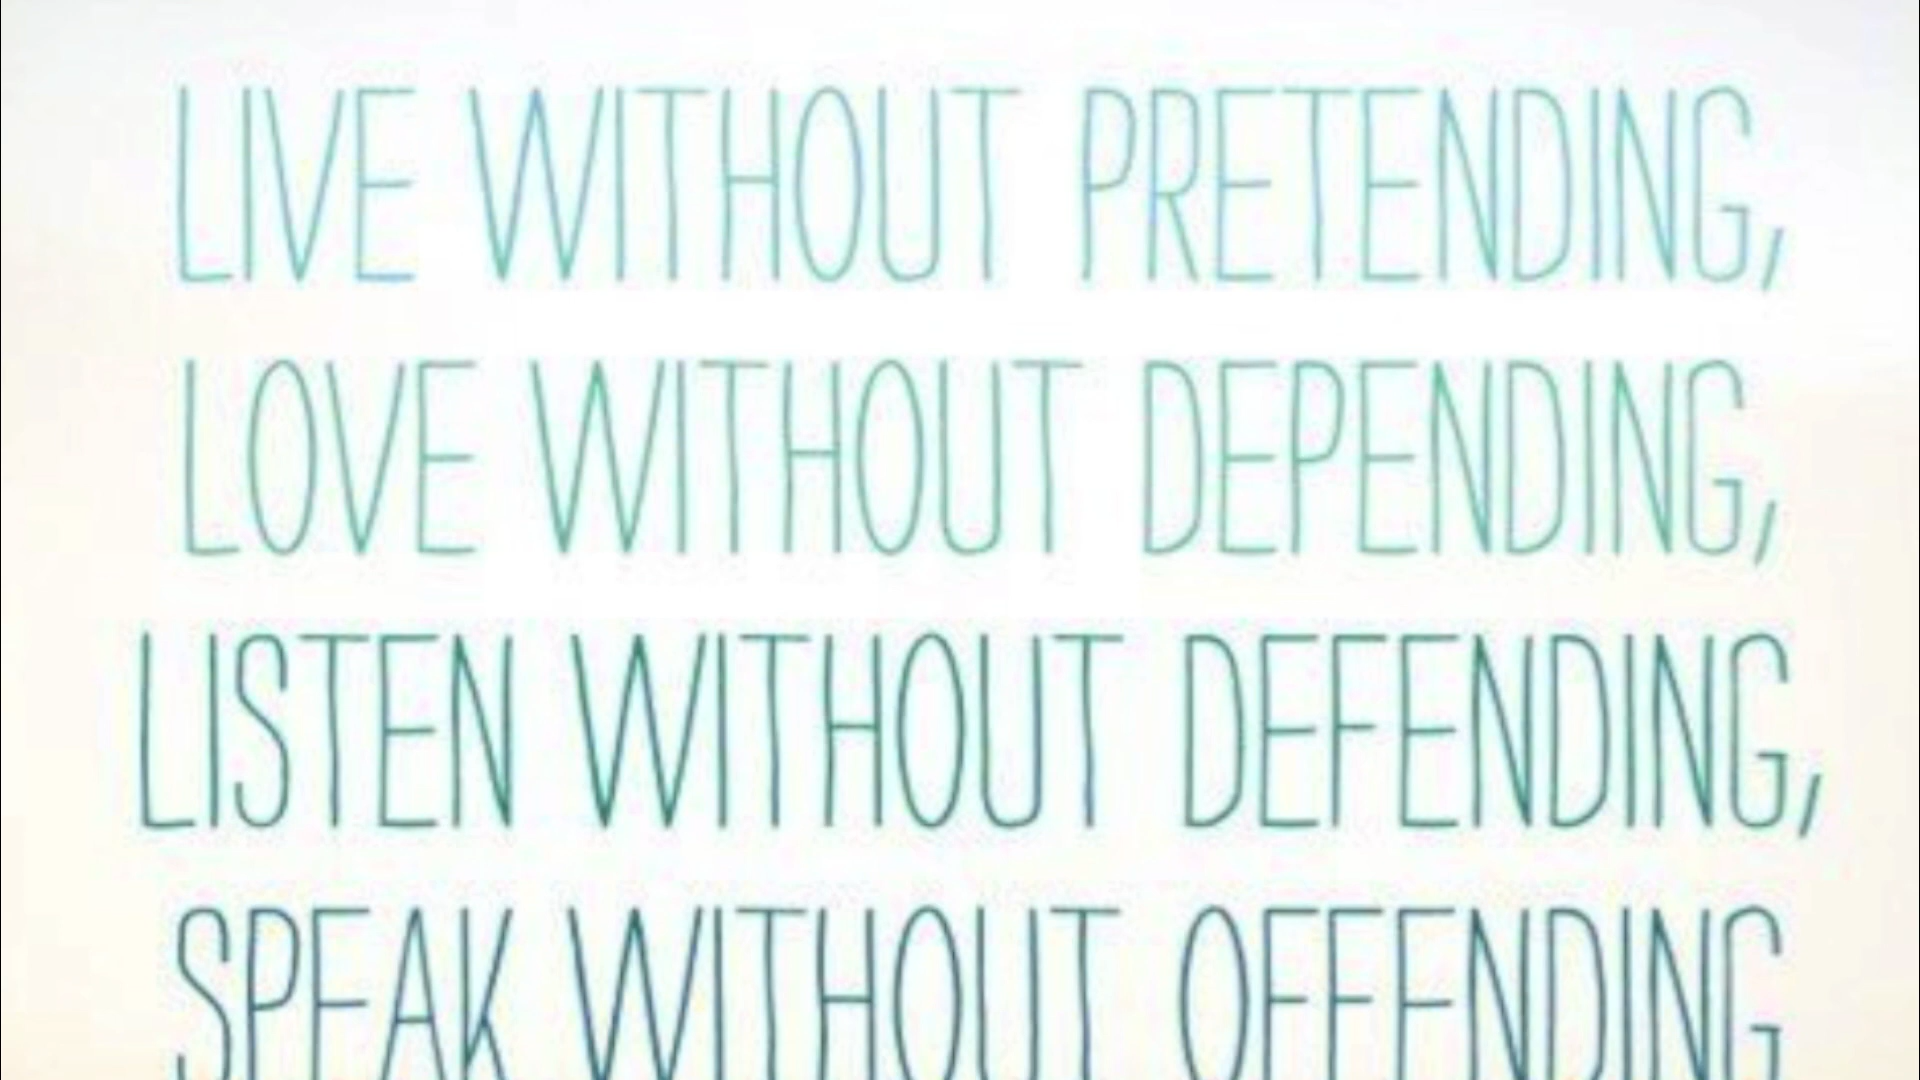 LIVE WITHOUT PRETENDING,
LOVE WITHOUT DEPENDING,
LISTEN WITHOUT DEFENDING,
SPEAK WITHOUT OFFENDING